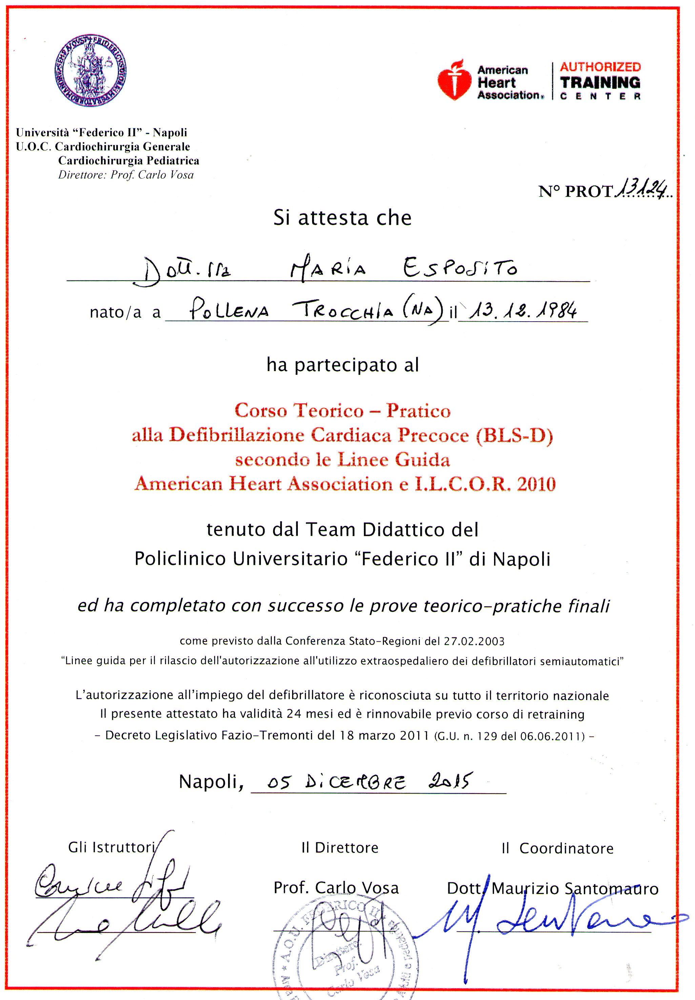 American
Heart
Association®
AUTHORIZED
TRAINING
CENTER
Università “Federico II” - Napoli
U.O.C. Cardiochirurgia Generale
Cardiochirurgia Pediatrica
Direttore: Prof. Carlo Vosa
N° PROT. 13124
Si attesta che
Dott.ssa MARIA ESPOSITO
nato/a a POLLENA TROCCHIA (NA) il 13.12.1984
ha partecipato al
Corso Teorico – Pratico
alla Defibrillazione Cardiaca Precoce (BLS-D)
secondo le Linee Guida
American Heart Association e I.L.C.O.R. 2010
tenuto dal Team Didattico del
Policlinico Universitario “Federico II” di Napoli
ed ha completato con successo le prove teorico-pratiche finali
come previsto dalla Conferenza Stato-Regioni del 27.02.2003
“Linee guida per il rilascio dell'autorizzazione all'utilizzo extraospedaliero dei defibrillatori semiautomatici”
L’autorizzazione all’impiego del defibrillatore è riconosciuta su tutto il territorio nazionale
Il presente attestato ha validità 24 mesi ed è rinnovabile previo corso di retraining
– Decreto Legislativo Fazio-Tremonti del 18 marzo 2011 (G.U. n. 129 del 06.06.2011) –
Napoli, 05 DICEMBRE 2015
Gli Istruttori
Il Direttore
Il Coordinatore
Prof. Carlo Vosa
Dott. Maurizio Santomauro
A.O.U. FEDERICO II
Direttore:
Prof.
Carlo Vosa